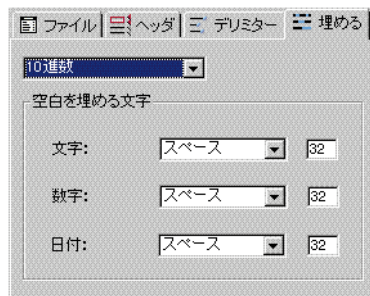 ファイル ヘッダ デリミター 埋める
10進数
空白を埋める文字
文字: スペース 32
数字: スペース 32
日付: スペース 32